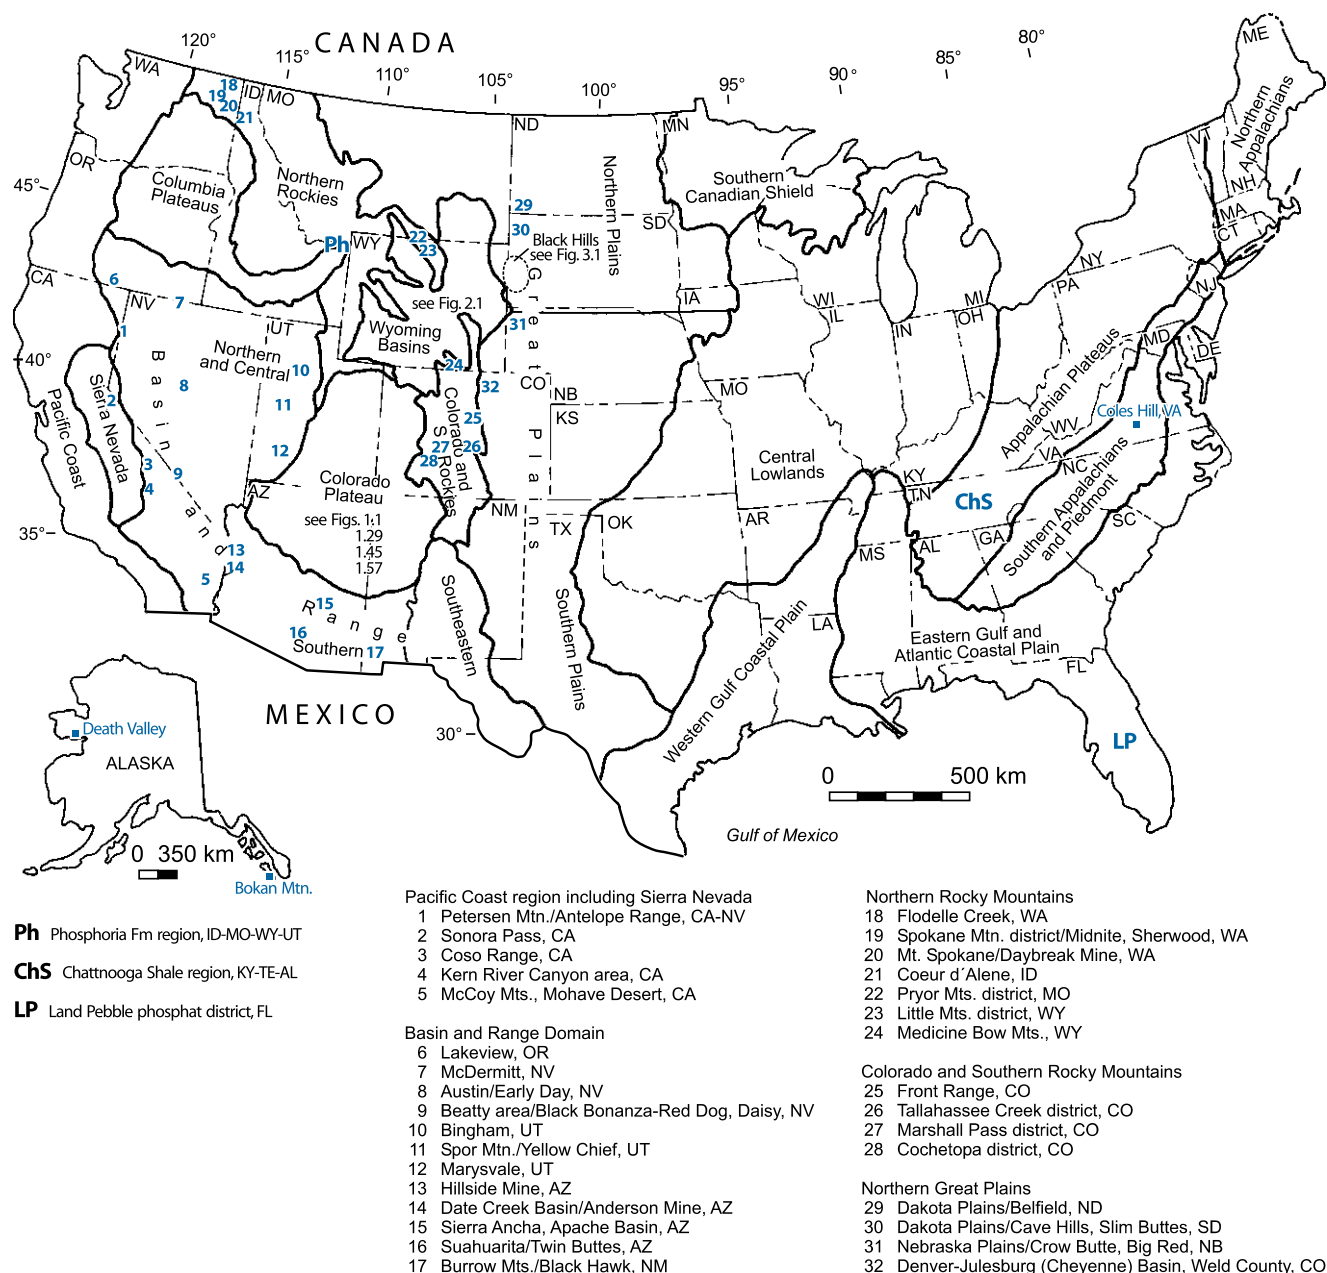 120°
115°
110°
105°
100°
95°
90°
85°
80°
CANADA
WA
18
19
20
21
ID
MO
ND
MN
ME
VT
Northern
Appalachians
NH
MA
CT
NY
PA
NJ
OR
45°
Columbia
Plateaus
Northern
Rockies
Ph
WY
22
23
29
30
Black Hills
see Fig. 3.1
Northern Plains
SD
Southern
Canadian Shield
CA
6
NV
7
see Fig. 2.1
IA
WI
IL
MI
IN
OH
MD
DE
1
UT
Wyoming
Basins
31
Great Plains
40°
Northern
and Central
10
24
CO
32
NB
KS
MO
Sierra Nevada
2
Pacific Coast
Basin and Range
8
11
12
Colorado and
S Rockies
25
26
27
28
Appalachian Plateaus
Coles Hill, VA
WV
VA
NC
3
4
9
AZ
Colorado
Plateau
see Figs. 1.1
1.29
1.45
1.57
NM
TX
OK
Central
Lowlands
AR
KY
TN
ChS
Southern Appalachians
and Piedmont
SC
GA
AL
MS
35°
13
14
5
15
16
Southern
17
Southeastern
Southern Plains
Western Gulf Coastal Plain
LA
Eastern Gulf and
Atlantic Coastal Plain
FL
LP
MEXICO
30°
0 500 km
Gulf of Mexico
Death Valley
ALASKA
0 350 km
Bokan Mtn.
Ph Phosphoria Fm region, ID-MO-WY-UT
ChS Chattnooga Shale region, KY-TE-AL
LP Land Pebble phosphat district, FL
Pacific Coast region including Sierra Nevada
1 Petersen Mtn./Antelope Range, CA-NV
2 Sonora Pass, CA
3 Coso Range, CA
4 Kern River Canyon area, CA
5 McCoy Mts., Mohave Desert, CA
Basin and Range Domain
6 Lakeview, OR
7 McDermitt, NV
8 Austin/Early Day, NV
9 Beatty area/Black Bonanza-Red Dog, Daisy, NV
10 Bingham, UT
11 Spor Mtn./Yellow Chief, UT
12 Marysvale, UT
13 Hillside Mine, AZ
14 Date Creek Basin/Anderson Mine, AZ
15 Sierra Ancha, Apache Basin, AZ
16 Suahuarita/Twin Buttes, AZ
17 Burrow Mts./Black Hawk, NM
Northern Rocky Mountains
18 Flodelle Creek, WA
19 Spokane Mtn. district/Midnite, Sherwood, WA
20 Mt. Spokane/Daybreak Mine, WA
21 Coeur d´Alene, ID
22 Pryor Mts. district, MO
23 Little Mts. district, WY
24 Medicine Bow Mts., WY
Colorado and Southern Rocky Mountains
25 Front Range, CO
26 Tallahassee Creek district, CO
27 Marshall Pass district, CO
28 Cochetopa district, CO
Northern Great Plains
29 Dakota Plains/Belfield, ND
30 Dakota Plains/Cave Hills, Slim Buttes, SD
31 Nebraska Plains/Crow Butte, Big Red, NB
32 Denver-Julesburg (Cheyenne) Basin, Weld County, CO